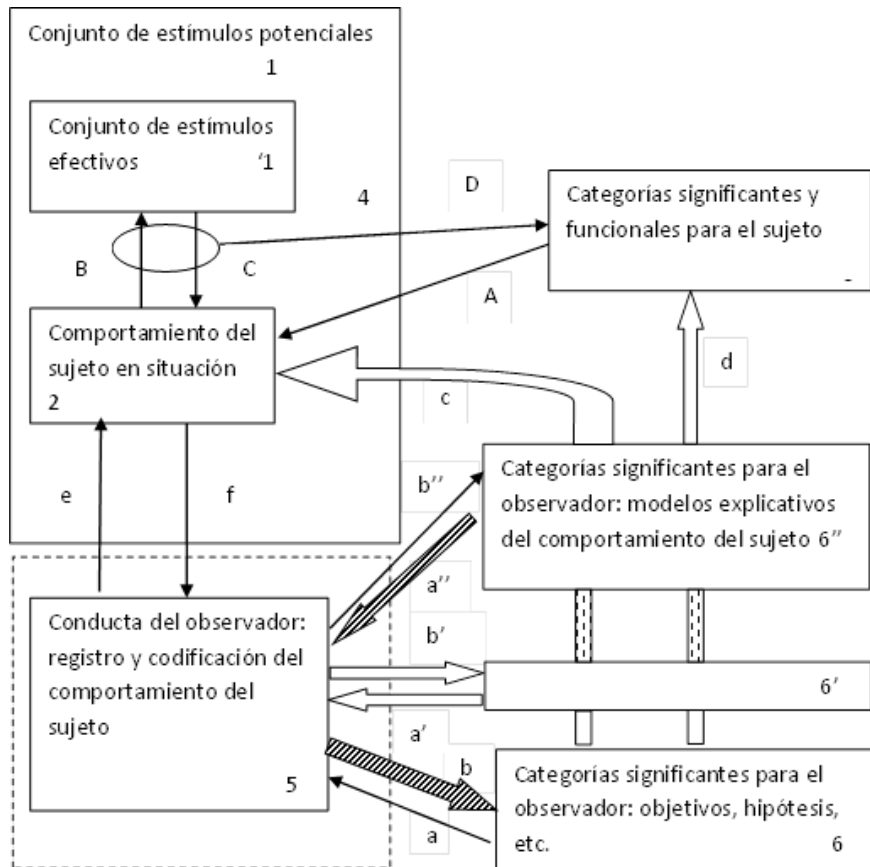 Conjunto de estímulos potenciales
1
Conjunto de estímulos
efectivos ‘1
4
D
Categorías significantes y
funcionales para el sujeto
-
B
C
A
Comportamiento del
sujeto en situación
2
c
d
e
f
b’’
Categorías significantes para el
observador: modelos explicativos
del comportamiento del sujeto 6’’
a’’
Conducta del observador:
registro y codificación del
comportamiento del
sujeto
5
b’
6’
a’
b
a
Categorías significantes para el
observador: objetivos, hipótesis,
etc. 6